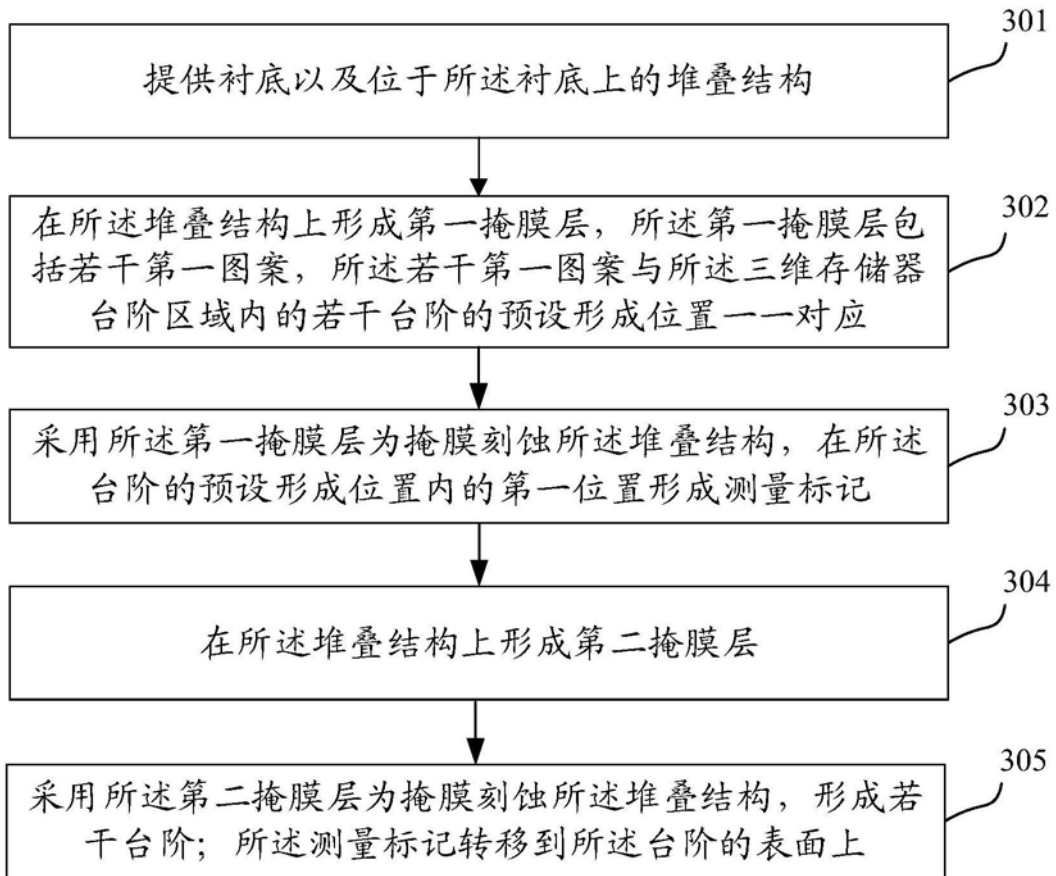 301
提供衬底以及位于所述衬底上的堆叠结构
302
在所述堆叠结构上形成第一掩膜层，所述第一掩膜层包
括若干第一图案，所述若干第一图案与所述三维存储器
台阶区域内的若干台阶的预设形成位置一一对应
303
采用所述第一掩膜层为掩膜刻蚀所述堆叠结构，在所述
台阶的预设形成位置内的第一位置形成测量标记
304
在所述堆叠结构上形成第二掩膜层
305
采用所述第二掩膜层为掩膜刻蚀所述堆叠结构，形成若
干台阶；所述测量标记转移到所述台阶的表面上